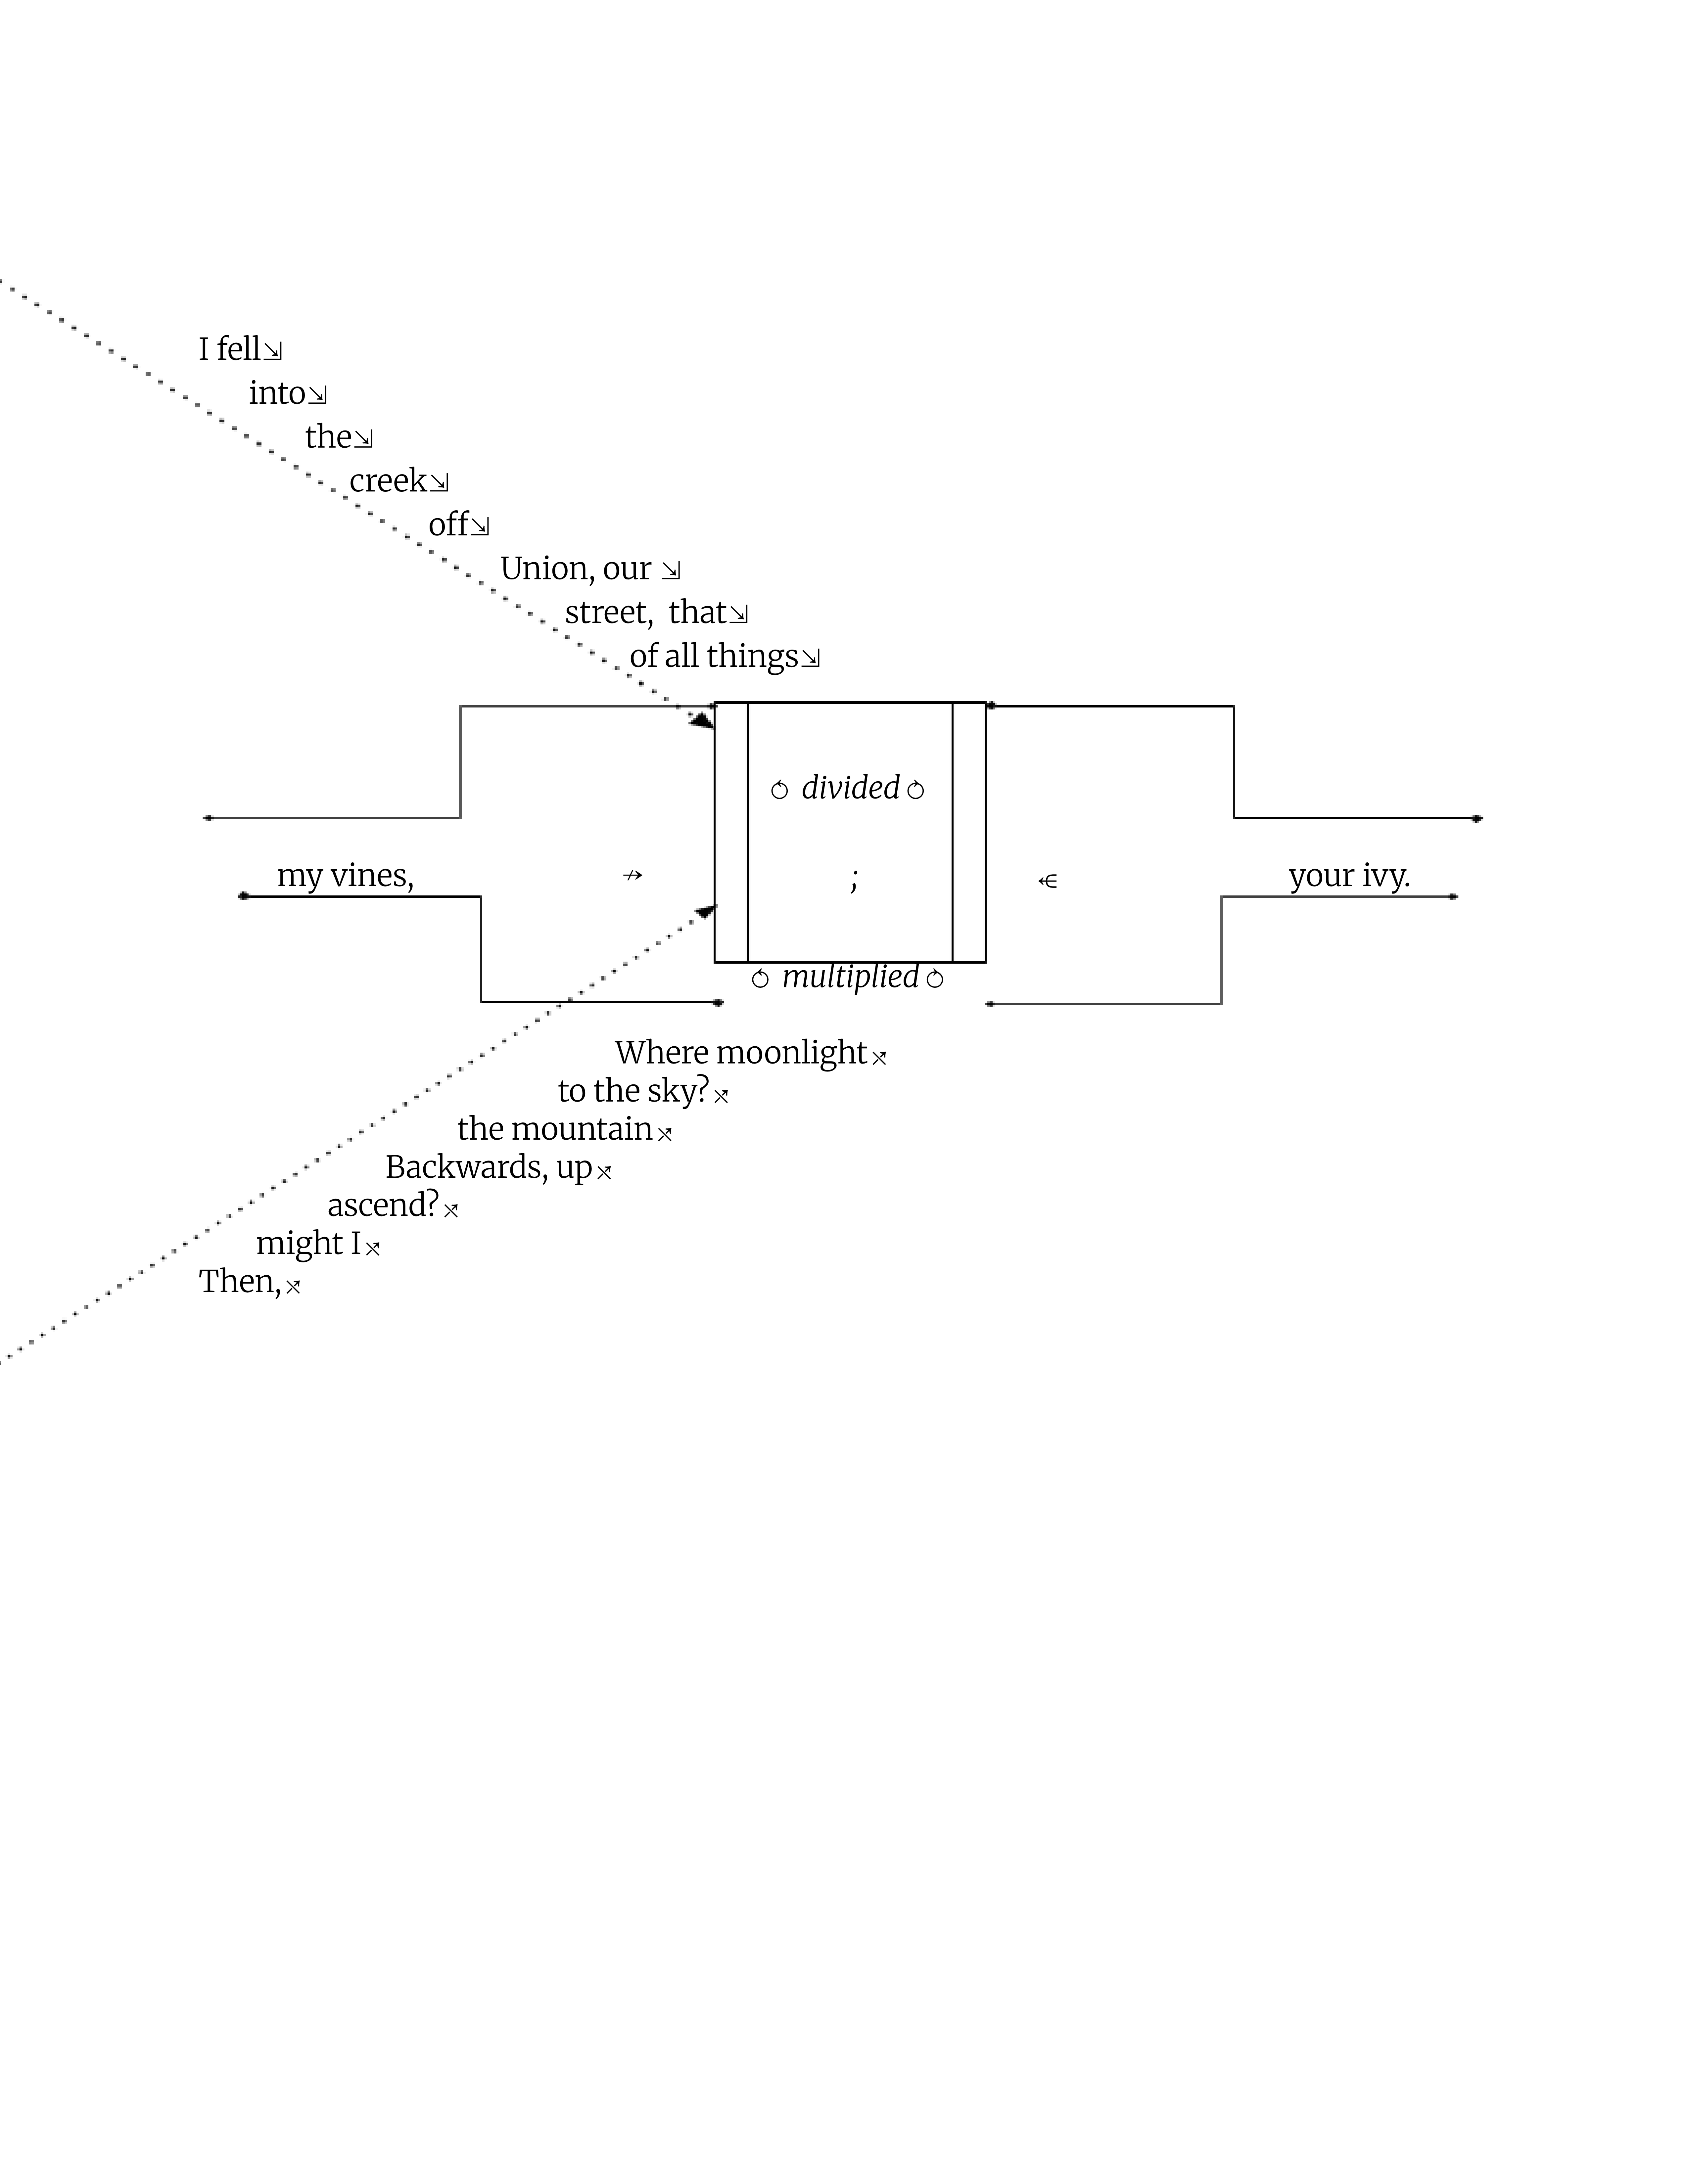 I fell⇲
into⇲
the⇲
creek⇲
off⇲
Union, our ⇲
street, that⇲
of all things⇲
divided
my vines, ; your ivy.
multiplied
Where moonlight⤱
to the sky?⤱
the mountain⤱
Backwards, up⤱
ascend?⤱
might I⤱
Then,⤱